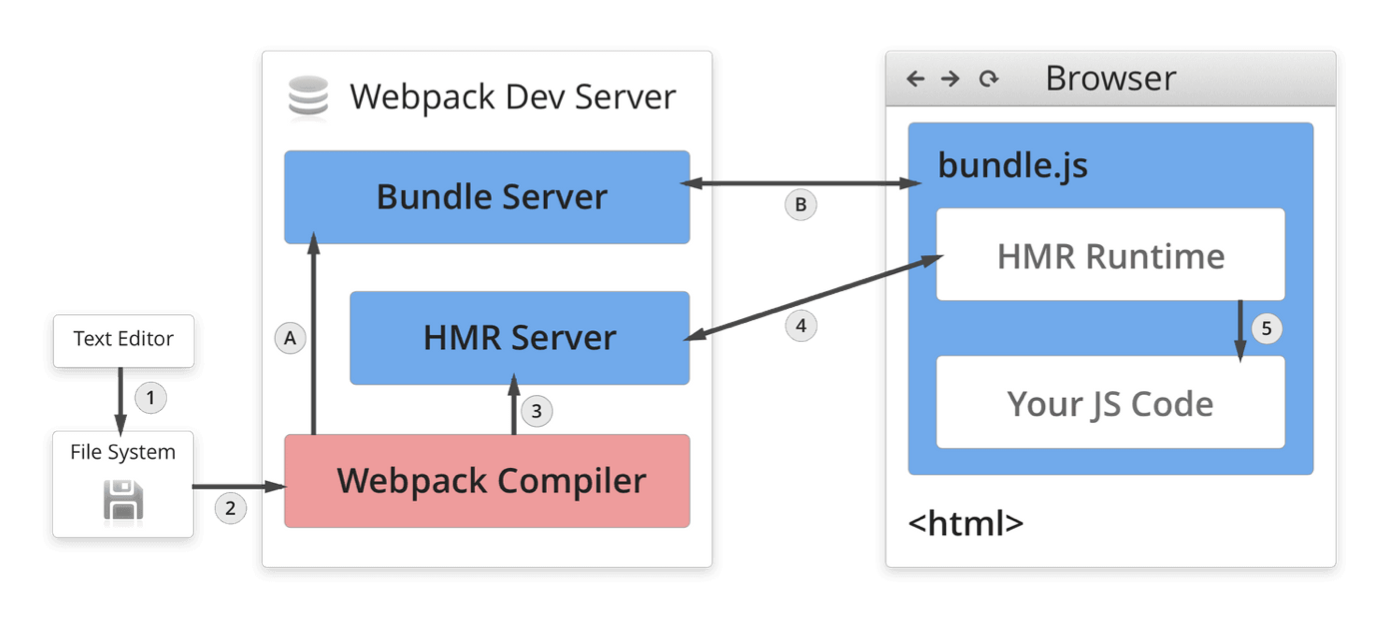 Webpack Dev Server
Browser
Bundle Server
B
bundle.js
HMR Runtime
A
HMR Server
4
5
Text Editor
1
3
Your JS Code
File System
2
Webpack Compiler
<html>